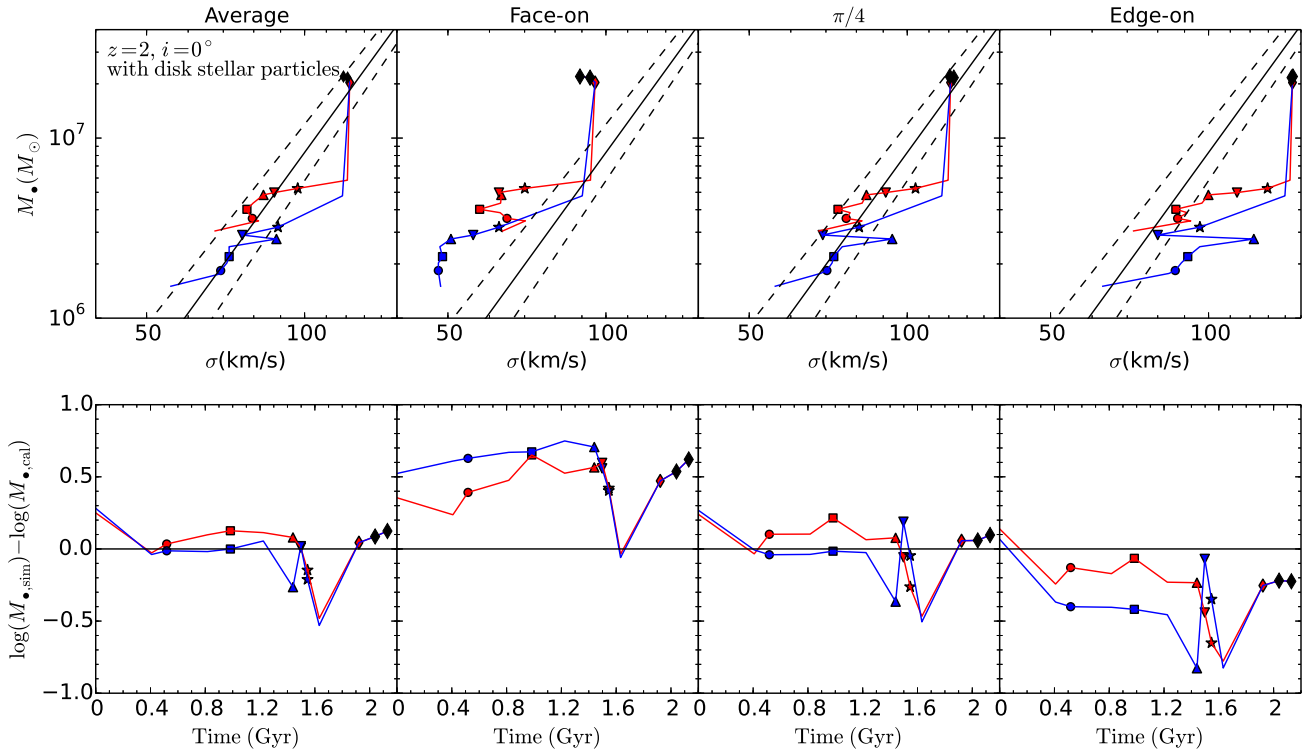 Average Face-on π/4 Edge-on
z=2, i=0°
with disk stellar particles
M•(M⊙)
10⁷
10⁶
50 100 50 100 50 100 50 100
σ(km/s) σ(km/s) σ(km/s) σ(km/s)
log(M•,sim)−log(M•,cal)
1.0
0.5
0.0
−0.5
−1.0
0 0.4 0.8 1.2 1.6 2 0 0.4 0.8 1.2 1.6 2 0 0.4 0.8 1.2 1.6 2 0 0.4 0.8 1.2 1.6 2
Time (Gyr) Time (Gyr) Time (Gyr) Time (Gyr)